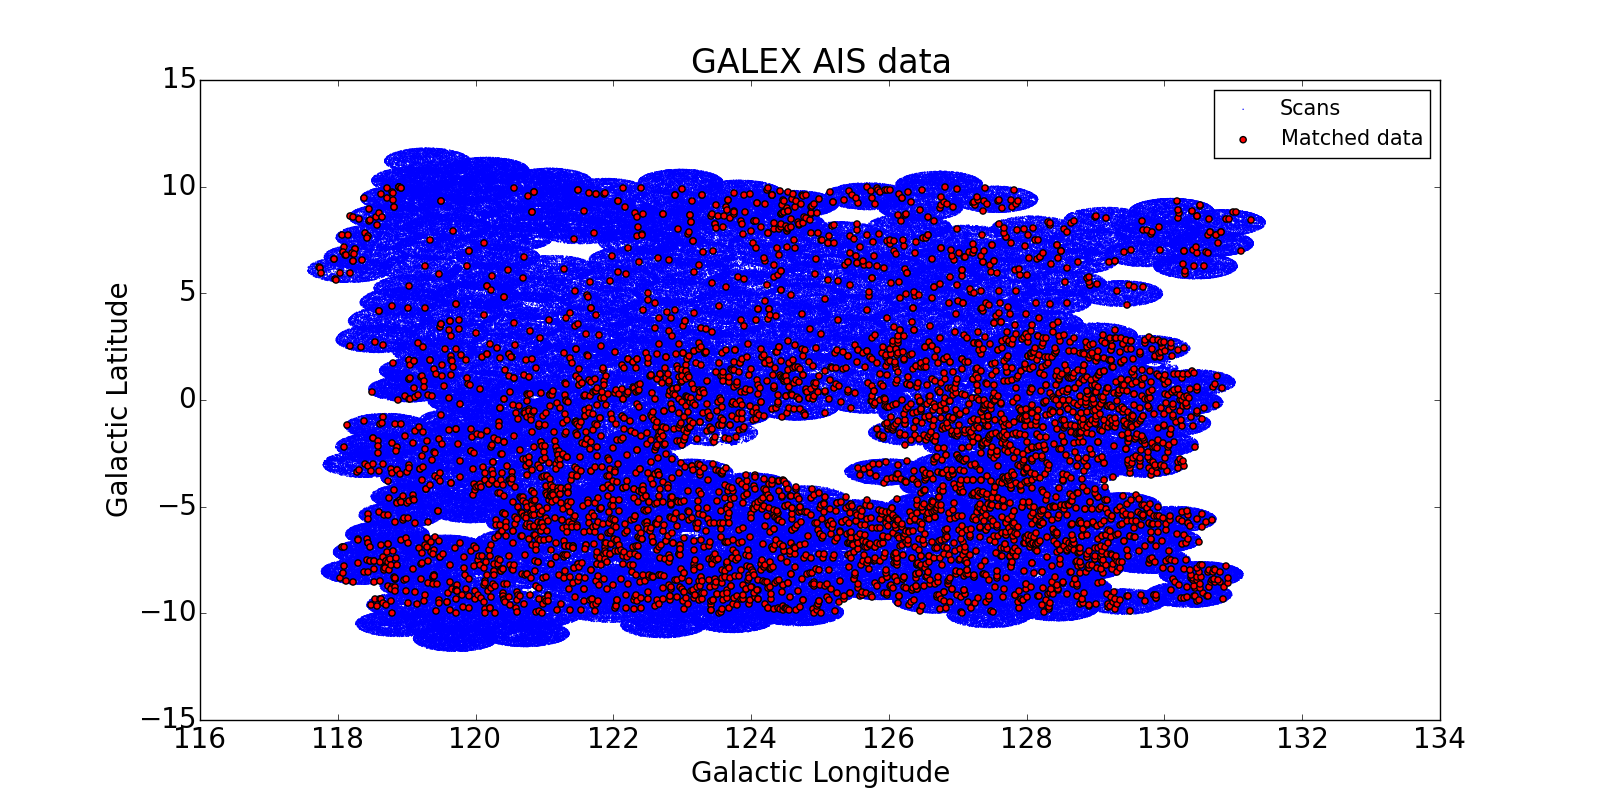 GALEX AIS data
Scans
Matched data
Galactic Latitude
15
10
5
0
−5
−10
−15
116 118 120 122 124 126 128 130 132 134
Galactic Longitude